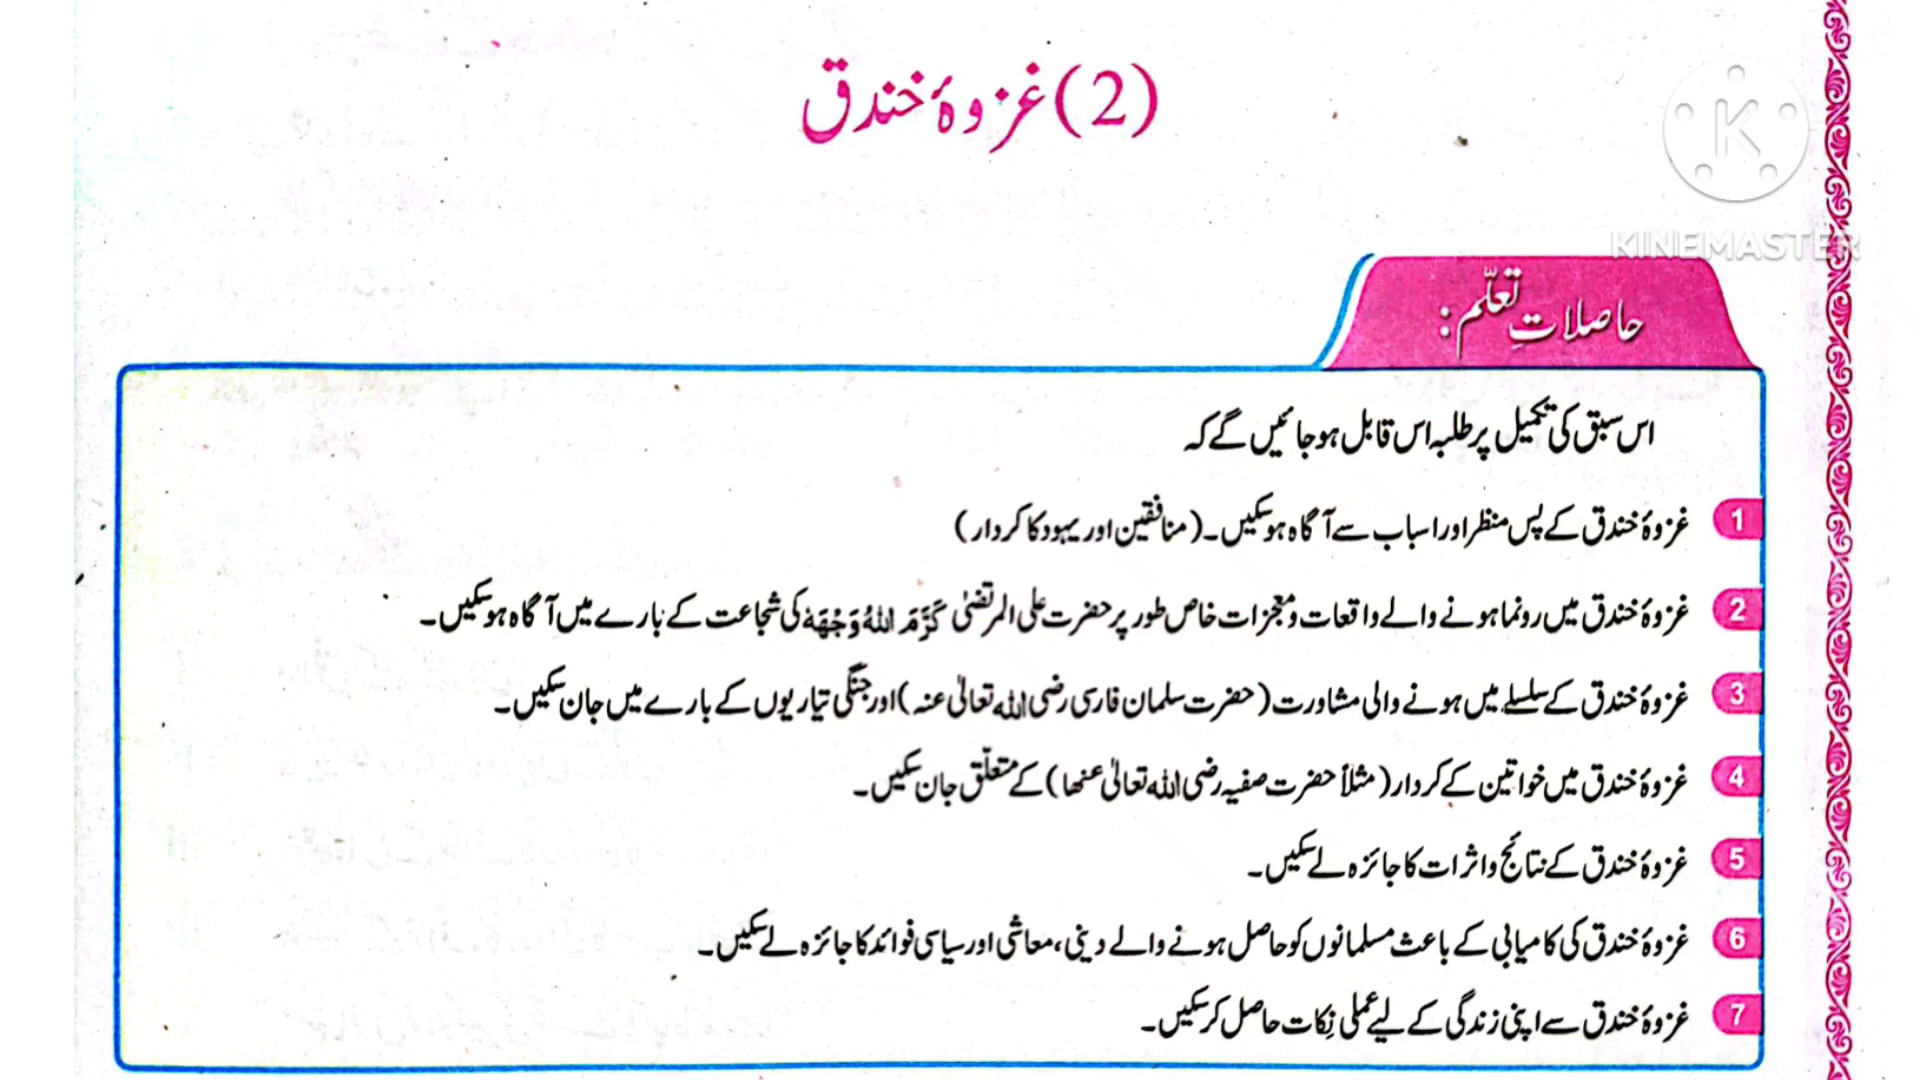 (2) غزوۂ خندق
K
KINEMASTER
حاصلاتِ تعلّم:
اس سبق کی تکمیل پر طلبہ اس قابل ہو جائیں گے کہ
1 غزوۂ خندق کے پس منظر اور اسباب سے آگاہ ہو سکیں۔ (منافقین اور یہود کا کردار)
2 غزوۂ خندق میں رونما ہونے والے واقعات و معجزات خاص طور پر حضرت علی المرتضیٰ کَرَّمَ اللہُ وَجْھَہٗ کی شجاعت کے بارے میں آگاہ ہو سکیں۔
3 غزوۂ خندق کے سلسلے میں ہونے والی مشاورت (حضرت سلمان فارسی رضی اللہ تعالیٰ عنہ) اور جنگی تیاریوں کے بارے میں جان سکیں۔
4 غزوۂ خندق میں خواتین کے کردار (مثلاً حضرت صفیہ رضی اللہ تعالیٰ عنھا) کے متعلّق جان سکیں۔
5 غزوۂ خندق کے نتائج و اثرات کا جائزہ لے سکیں۔
6 غزوۂ خندق کی کامیابی کے باعث مسلمانوں کو حاصل ہونے والے دینی، معاشی اور سیاسی فوائد کا جائزہ لے سکیں۔
7 غزوۂ خندق سے اپنی زندگی کے لیے عملی نِکات حاصل کر سکیں۔